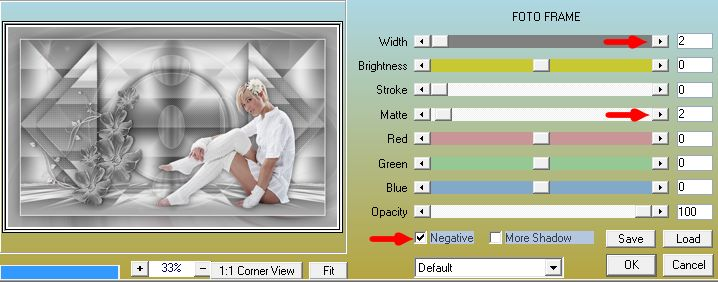 FOTO FRAME
Width 2
Brightness 0
Stroke 0
Matte 2
Red 0
Green 0
Blue 0
Opacity 100
Negative More Shadow Save Load
+ 33% − 1:1 Corner View Fit Default OK Cancel